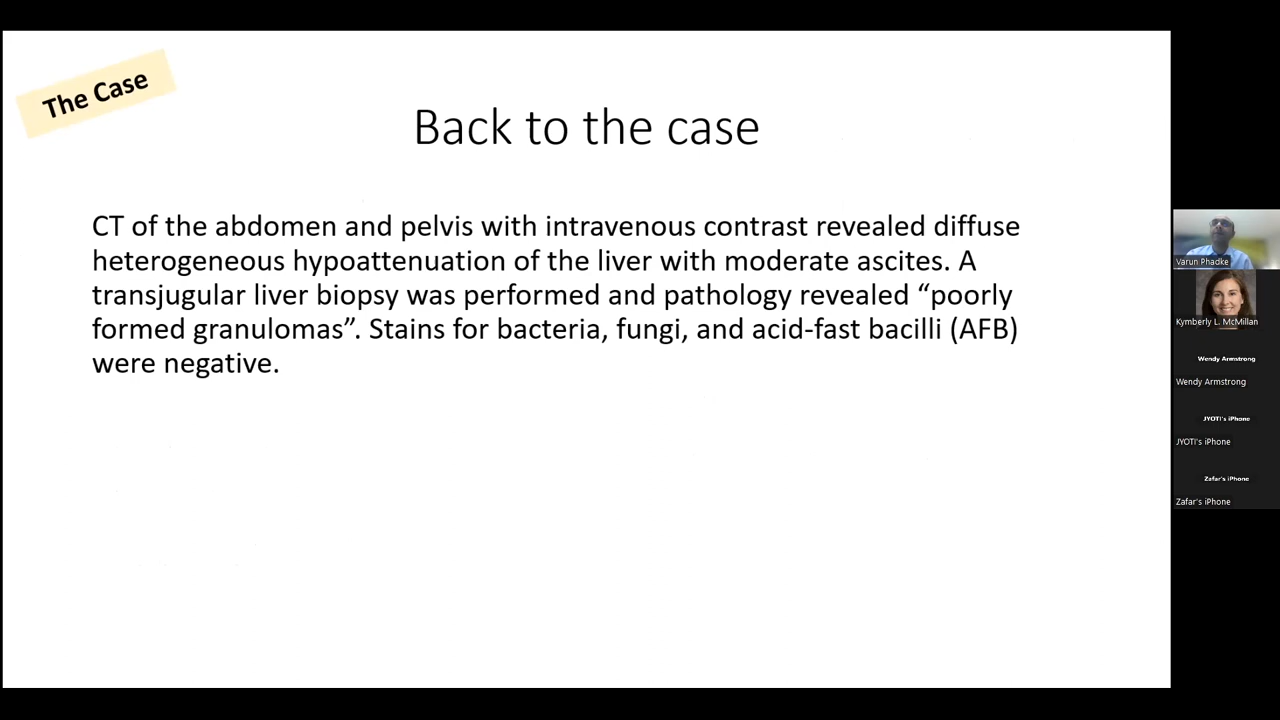 The Case
Back to the case
CT of the abdomen and pelvis with intravenous contrast revealed diffuse
heterogeneous hypoattenuation of the liver with moderate ascites. A
transjugular liver biopsy was performed and pathology revealed “poorly
formed granulomas”. Stains for bacteria, fungi, and acid-fast bacilli (AFB)
were negative.
Varun Phadke
Kymberly L. McMillan
Wendy Armstrong
Wendy Armstrong
JYOTI's iPhone
JYOTI's iPhone
Zafar's iPhone
Zafar's iPhone